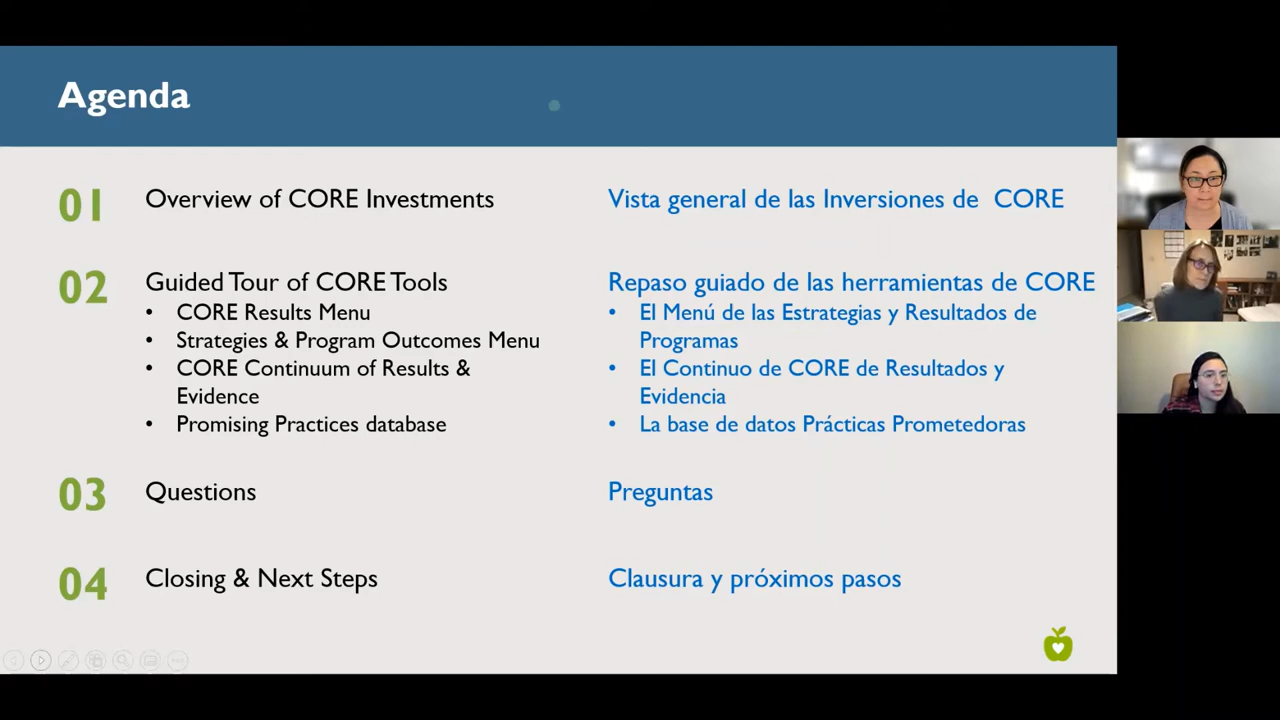 Agenda
01
Overview of CORE Investments
Vista general de las Inversiones de  CORE
02
Guided Tour of CORE Tools
• CORE Results Menu
• Strategies & Program Outcomes Menu
• CORE Continuum of Results &
Evidence
• Promising Practices database
Repaso guiado de las herramientas de CORE
• El Menú de las Estrategias y Resultados de
Programas
• El Continuo de CORE de Resultados y
Evidencia
• La base de datos Prácticas Prometedoras
03
Questions
Preguntas
04
Closing & Next Steps
Clausura y próximos pasos